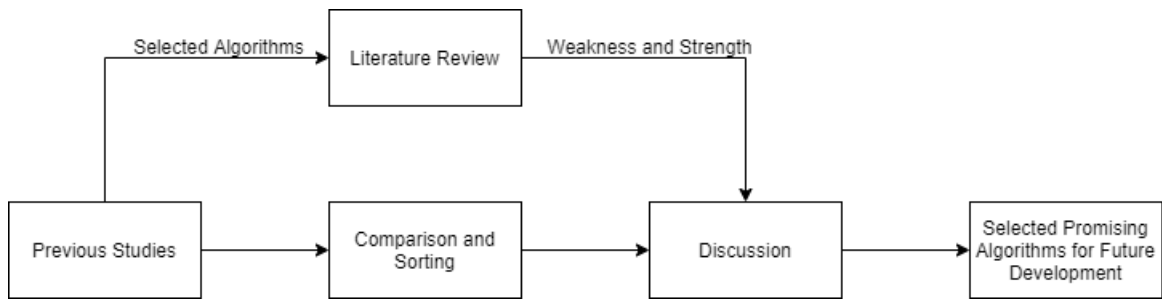 Selected Algorithms
Literature Review
Weakness and Strength
Previous Studies
Comparison and
Sorting
Discussion
Selected Promising
Algorithms for Future
Development